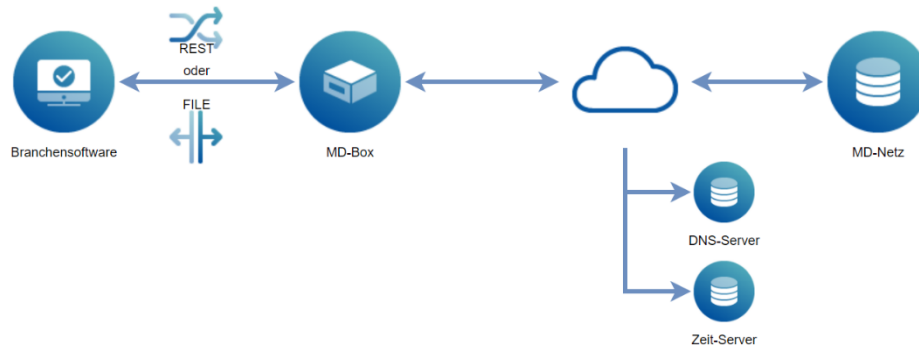 REST
oder
FILE
Branchensoftware
MD-Box
MD-Netz
DNS-Server
Zeit-Server